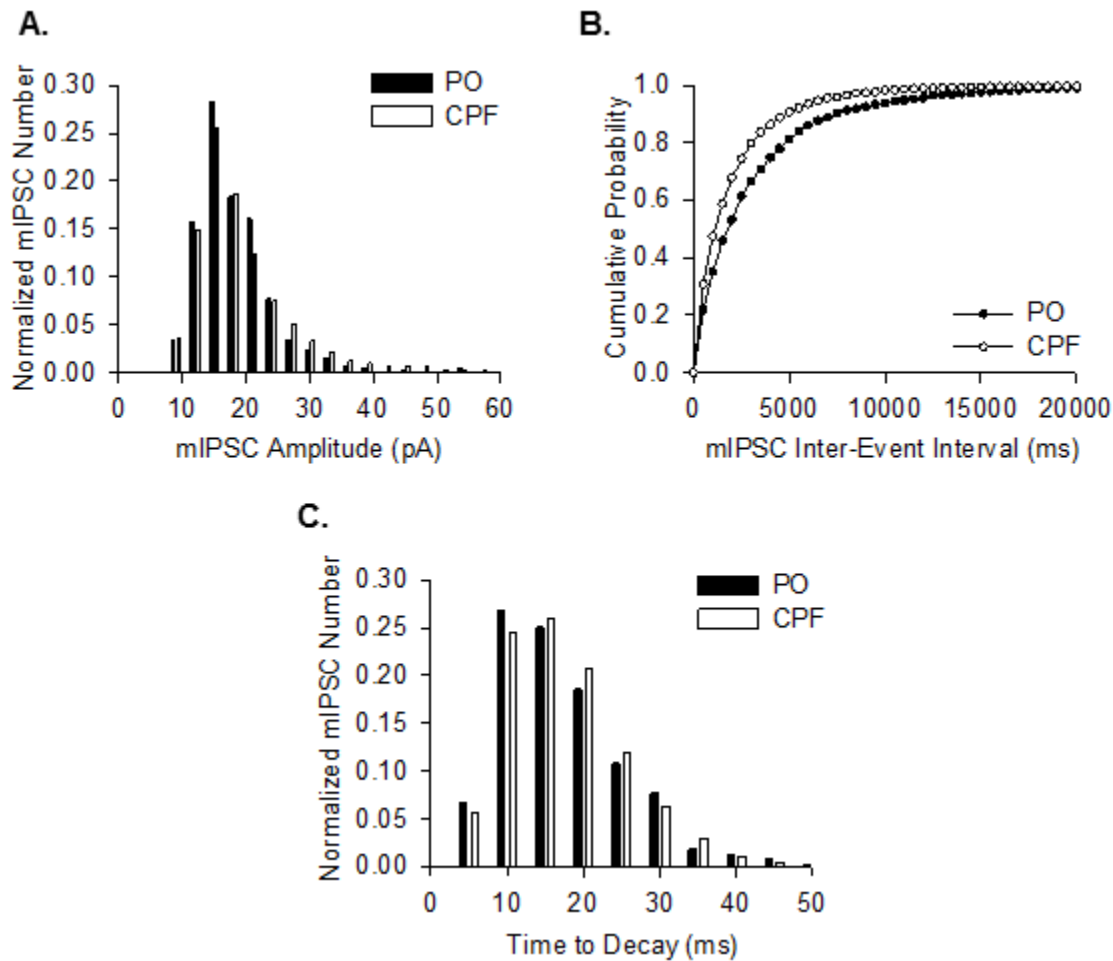 A.
Normalized mIPSC Number
0.30
0.25
0.20
0.15
0.10
0.05
0.00
PO
CPF
0 10 20 30 40 50 60
mIPSC Amplitude (pA)
B.
Cumulative Probability
1.0
0.8
0.6
0.4
0.2
0.0
PO
CPF
0 5000 10000 15000 20000
mIPSC Inter-Event Interval (ms)
C.
Normalized mIPSC Number
0.30
0.25
0.20
0.15
0.10
0.05
0.00
PO
CPF
0 10 20 30 40 50
Time to Decay (ms)